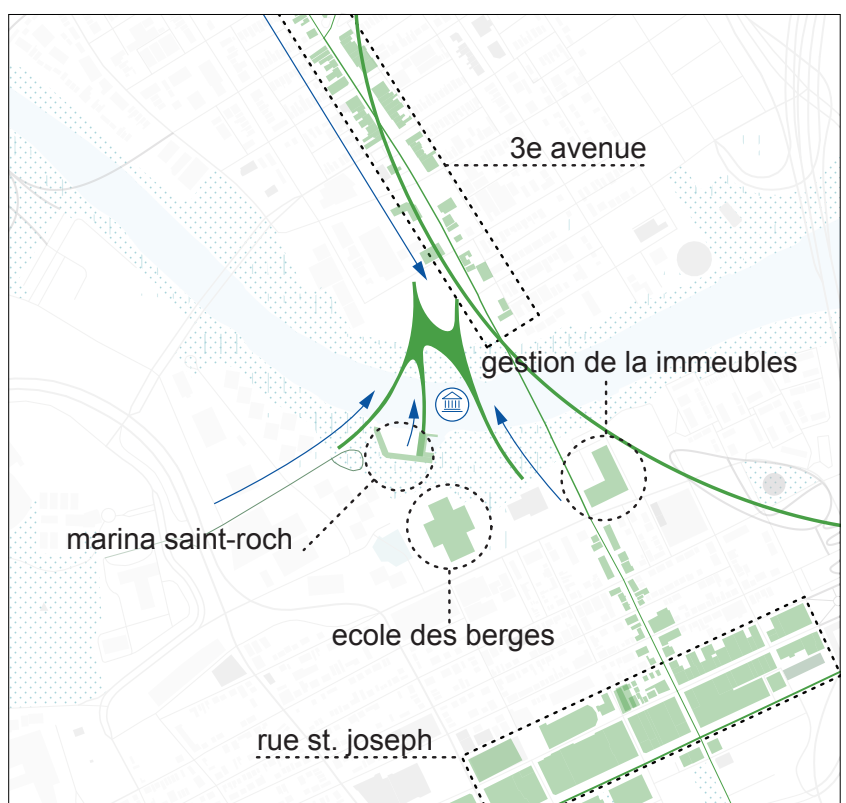 3e avenue
gestion de la immeubles
marina saint-roch
ecole des berges
rue st. joseph